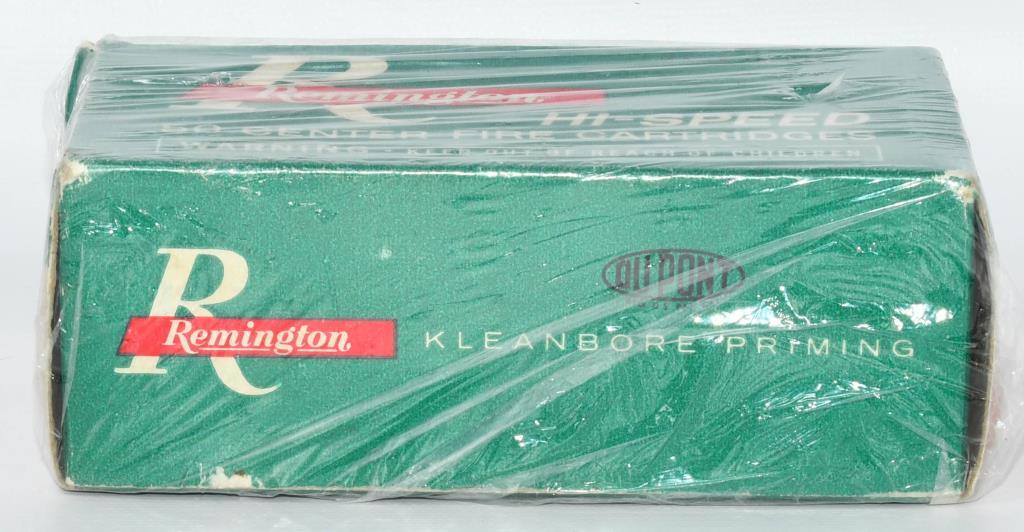 R
Remington
HI-SPEED
50 CENTER FIRE CARTRIDGES
WARNING - KEEP OUT OF REACH OF CHILDREN
R
Remington
DU PONT
KLEANBORE PRIMING